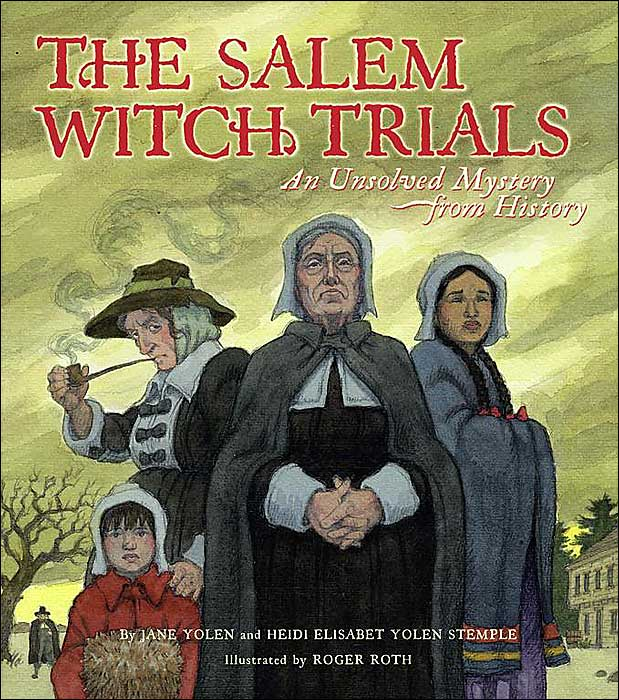 THE SALEM
WITCH TRIALS
An Unsolved Mystery
from History
By JANE YOLEN and HEIDI ELISABET YOLEN STEMPLE
Illustrated by ROGER ROTH